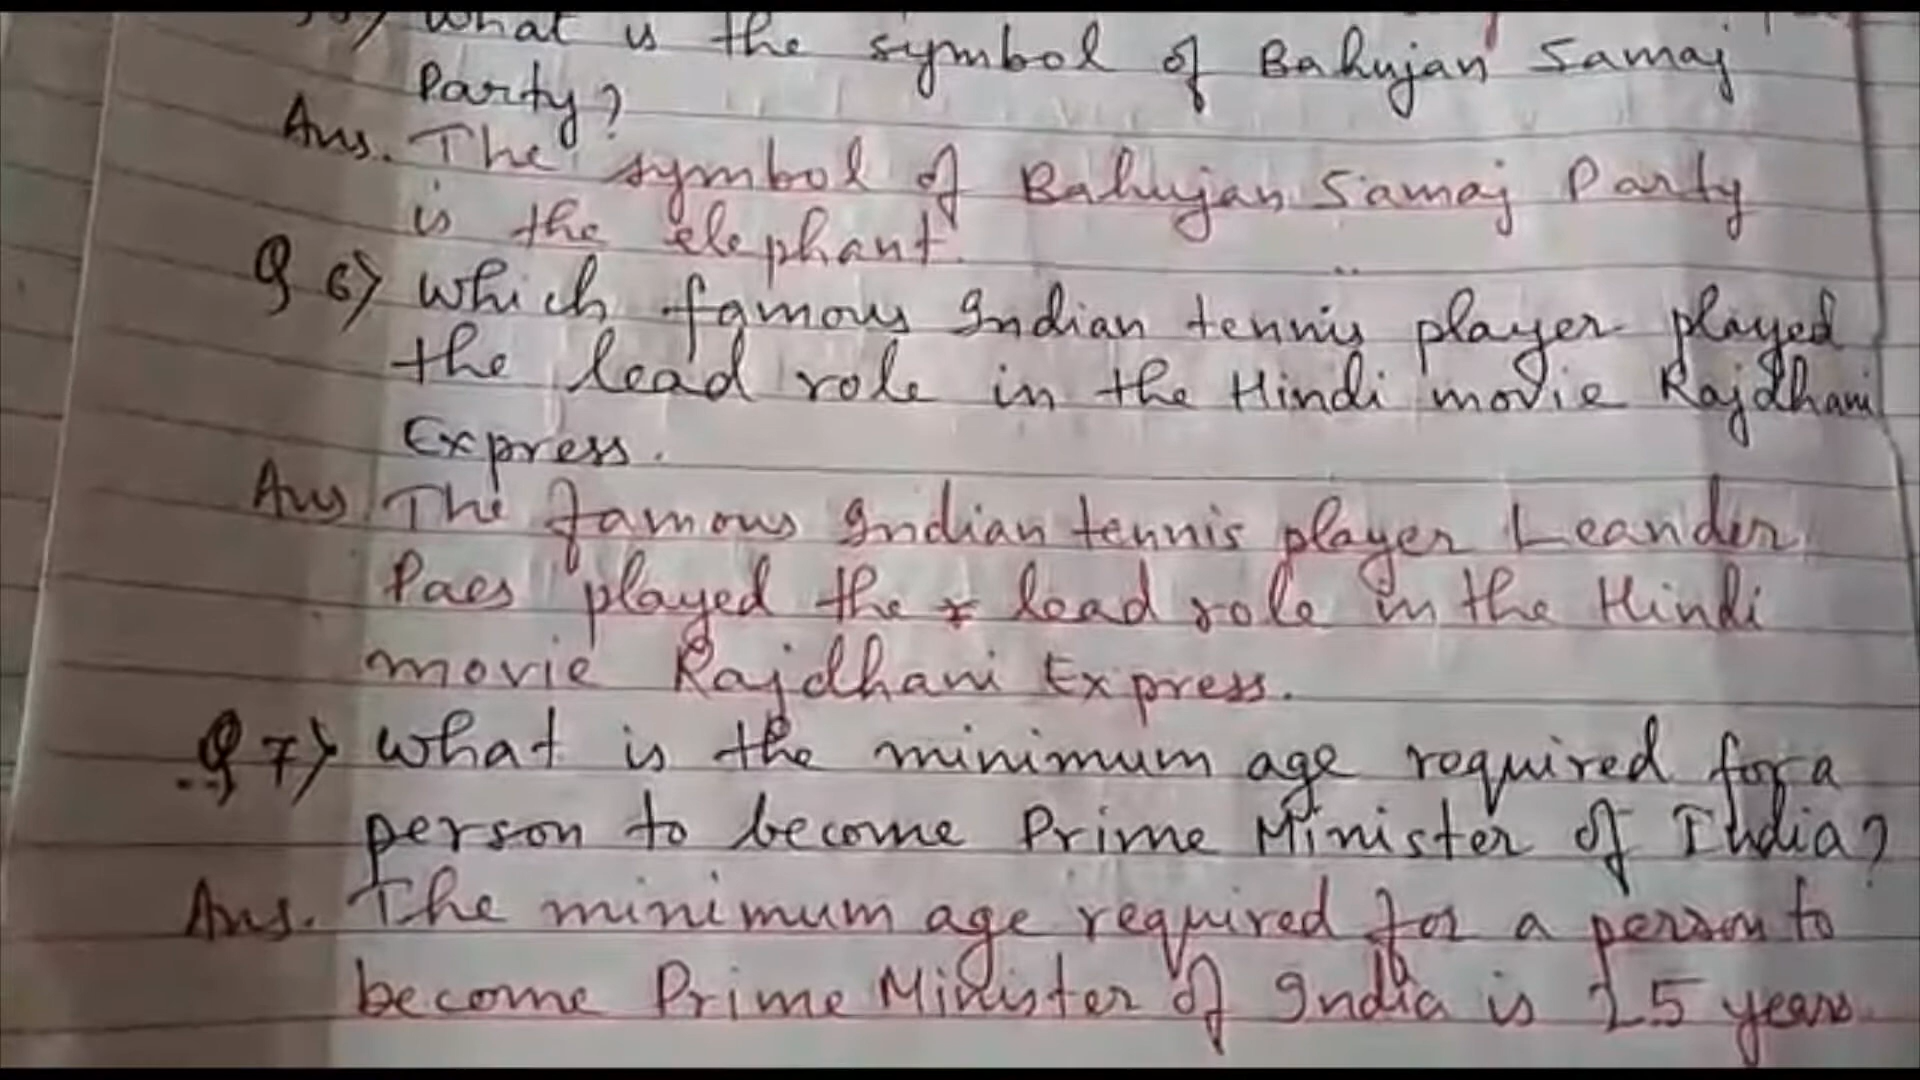 What is the symbol of Bahujan Samaj
Party?
Ans. The symbol of Bahujan Samaj Party
is the elephant.
Q 6) Which famous Indian tennis player played
the lead role in the Hindi movie Rajdhani
Express.
Ans The famous Indian tennis player Leander
Paes played the lead role in the Hindi
movie Rajdhani Express.
Q 7) What is the minimum age required for a
person to become Prime Minister of India?
Ans. The minimum age required for a person to
become Prime Minister of India is 25 years.